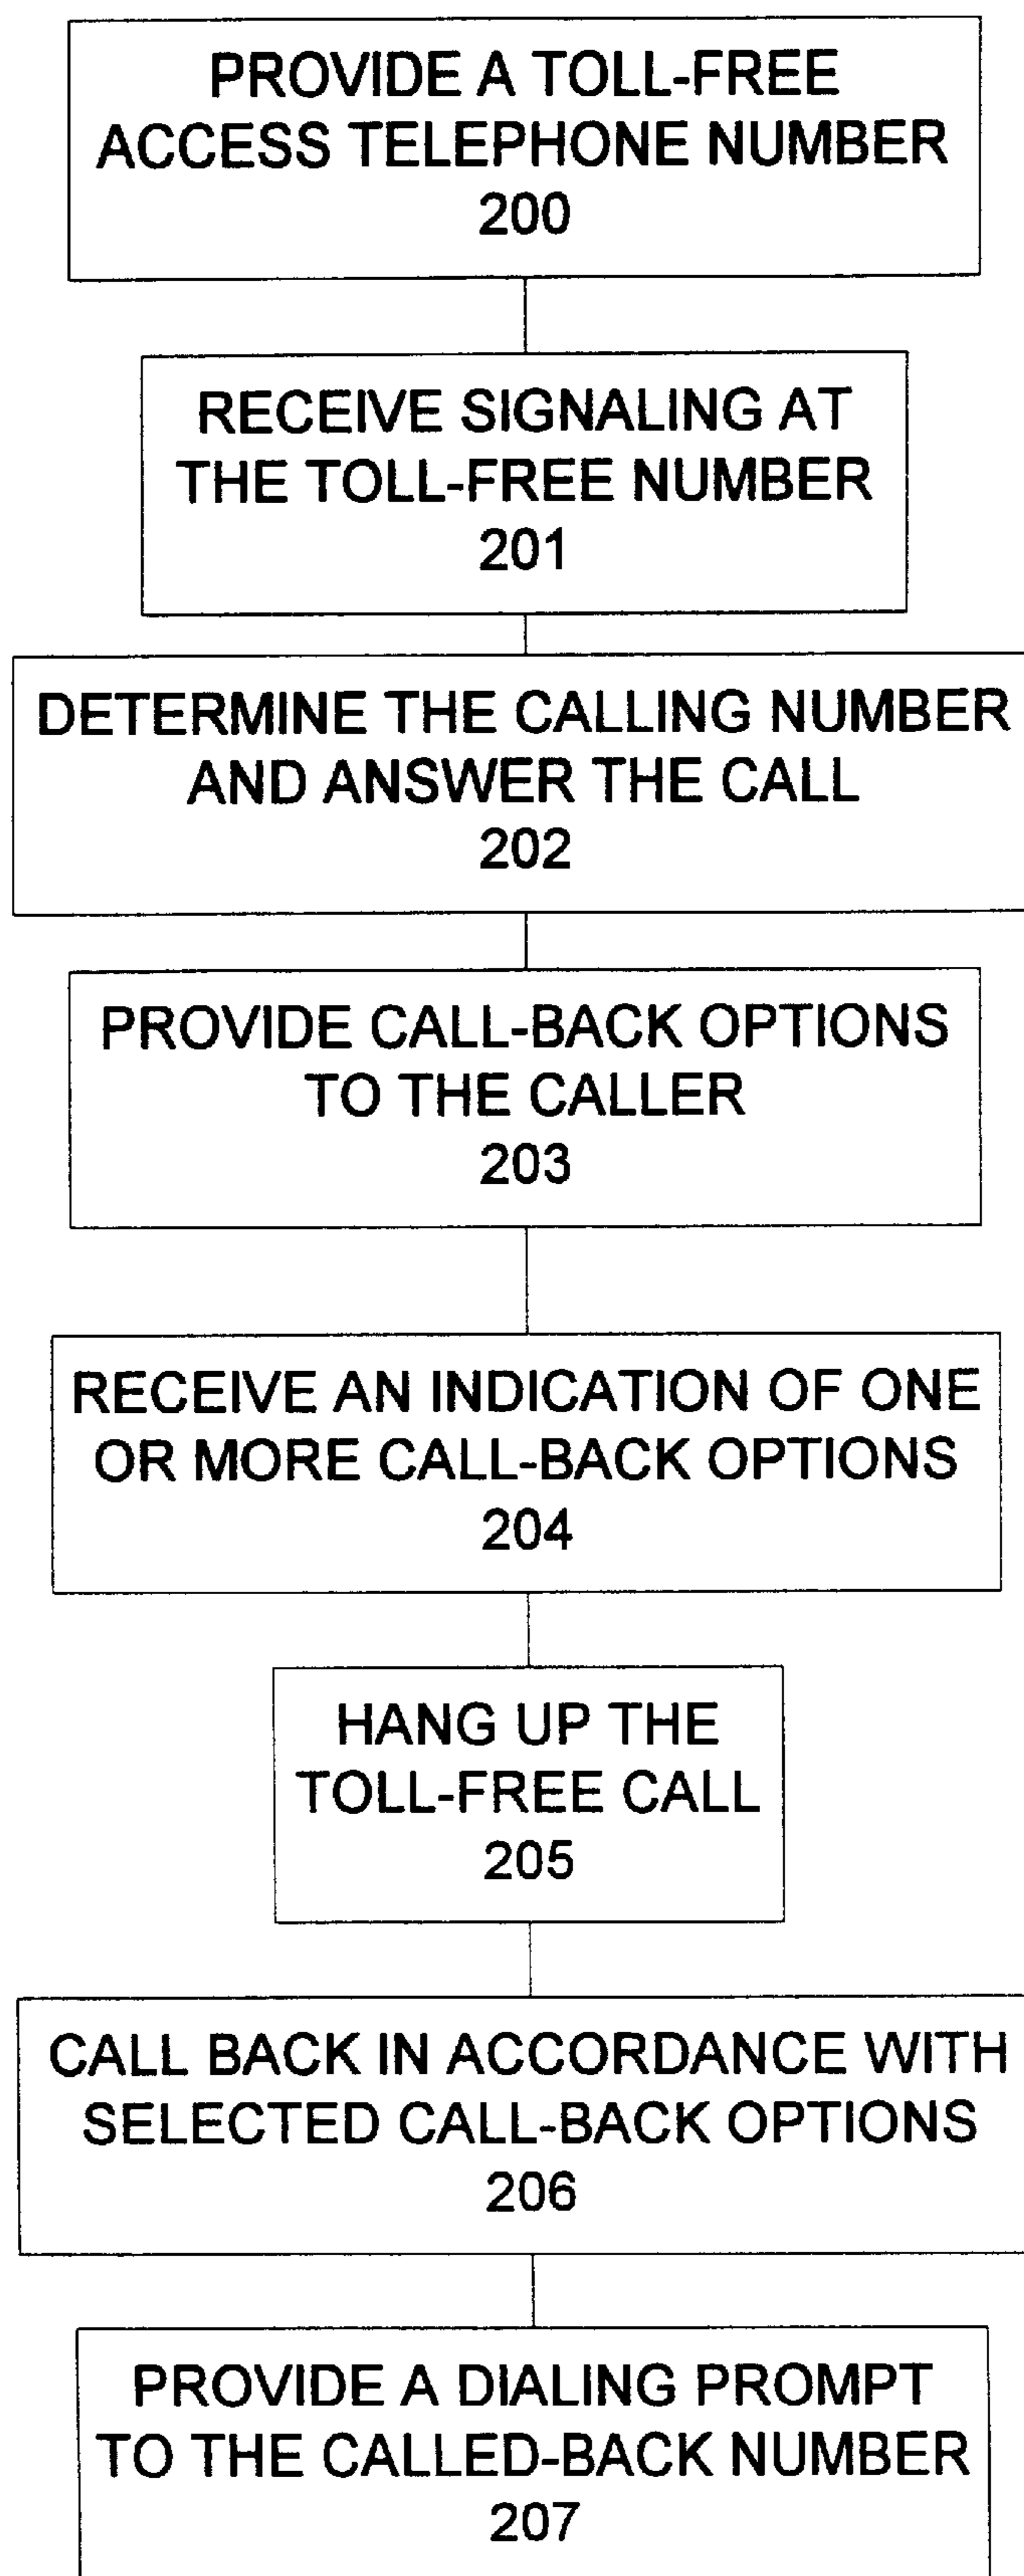 PROVIDE A TOLL-FREE
ACCESS TELEPHONE NUMBER
200
RECEIVE SIGNALING AT
THE TOLL-FREE NUMBER
201
DETERMINE THE CALLING NUMBER
AND ANSWER THE CALL
202
PROVIDE CALL-BACK OPTIONS
TO THE CALLER
203
RECEIVE AN INDICATION OF ONE
OR MORE CALL-BACK OPTIONS
204
HANG UP THE
TOLL-FREE CALL
205
CALL BACK IN ACCORDANCE WITH
SELECTED CALL-BACK OPTIONS
206
PROVIDE A DIALING PROMPT
TO THE CALLED-BACK NUMBER
207